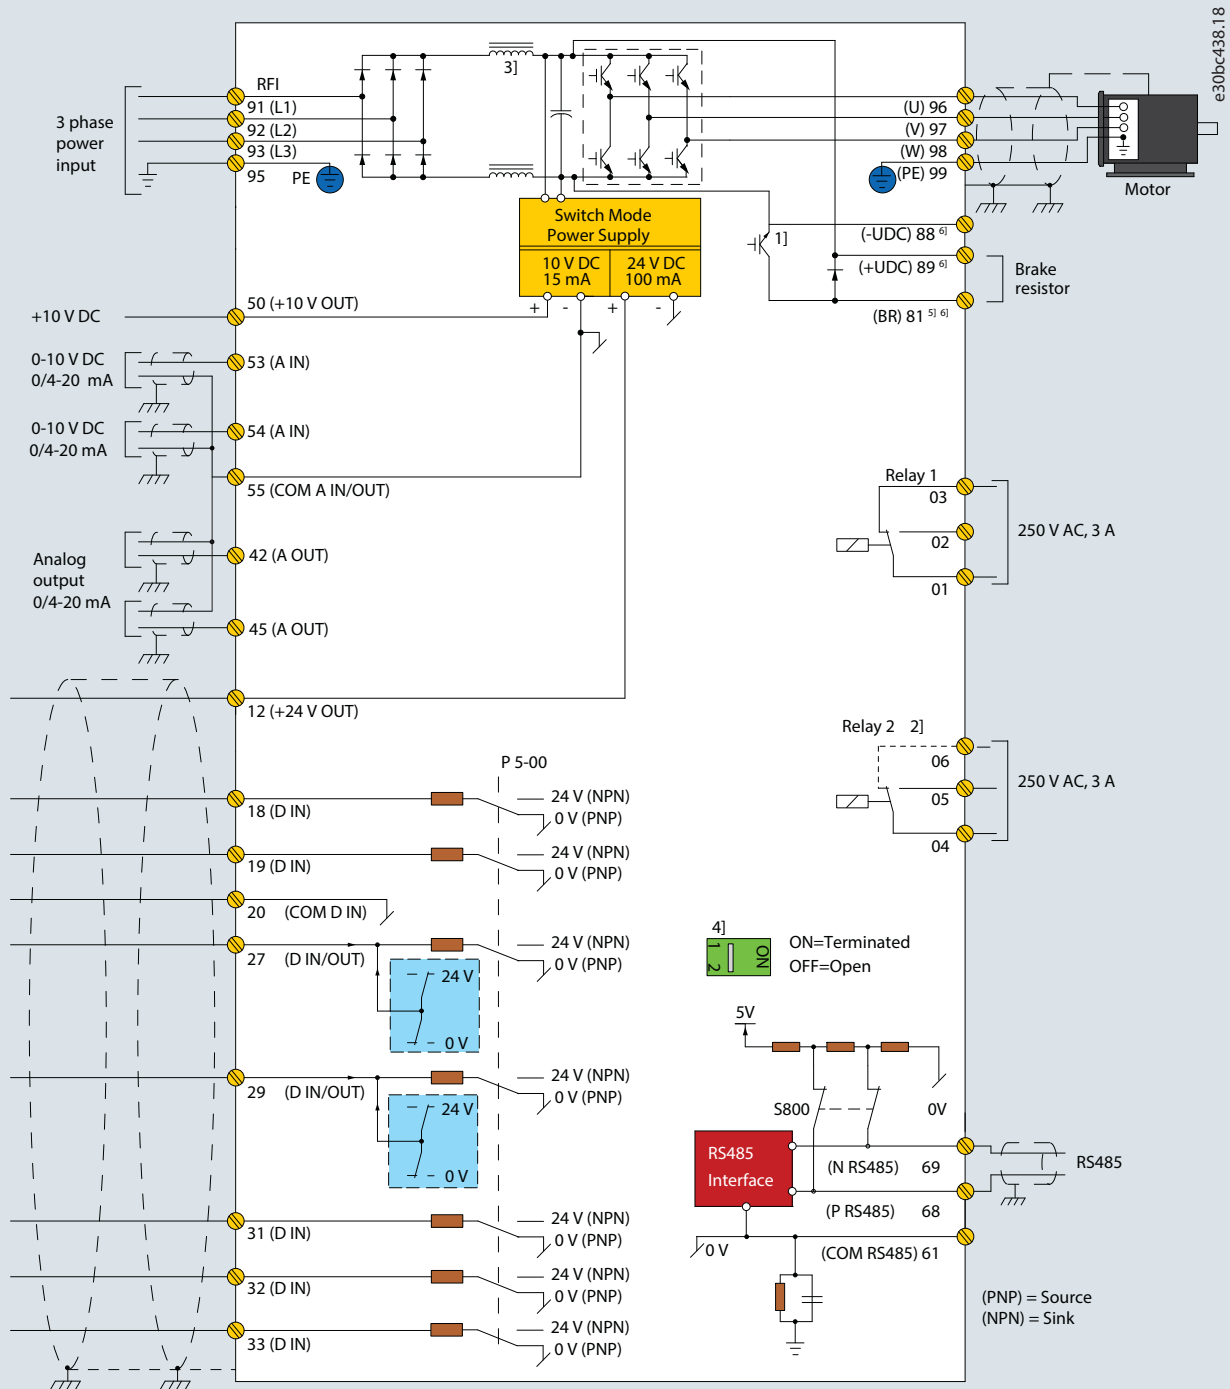 e30bc438.18
3 phase
power
input
RFI
91 (L1)
92 (L2)
93 (L3)
95
PE
3]
(U) 96
(V) 97
(W) 98
(PE) 99
Motor
Switch Mode
Power Supply
10 V DC
15 mA
24 V DC
100 mA
+ - + -
1]
(-UDC) 88 6]
(+UDC) 89 6]
(BR) 81 5] 6]
Brake
resistor
+10 V DC
50 (+10 V OUT)
0-10 V DC
0/4-20 mA
53 (A IN)
0-10 V DC
0/4-20 mA
54 (A IN)
55 (COM A IN/OUT)
Analog
output
0/4-20 mA
42 (A OUT)
45 (A OUT)
12 (+24 V OUT)
Relay 1
03
02
01
250 V AC, 3 A
Relay 2 2]
06
05
04
250 V AC, 3 A
P 5-00
18 (D IN)
24 V (NPN)
0 V (PNP)
19 (D IN)
24 V (NPN)
0 V (PNP)
20 (COM D IN)
27 (D IN/OUT)
24 V (NPN)
0 V (PNP)
24 V
0 V
29 (D IN/OUT)
24 V (NPN)
0 V (PNP)
24 V
0 V
31 (D IN)
24 V (NPN)
0 V (PNP)
32 (D IN)
24 V (NPN)
0 V (PNP)
33 (D IN)
24 V (NPN)
0 V (PNP)
4]
1 2
ON
ON=Terminated
OFF=Open
5V
S800
0V
RS485
Interface
(N RS485) 69
(P RS485) 68
RS485
0 V
(COM RS485) 61
(PNP) = Source
(NPN) = Sink